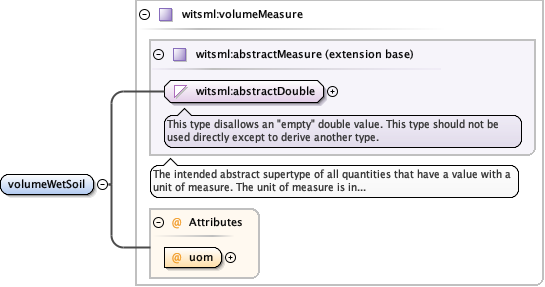 witsml:volumeMeasure
witsml:abstractMeasure (extension base)
witsml:abstractDouble
This type disallows an "empty" double value. This type should not be
used directly except to derive another type.
The intended abstract supertype of all quantities that have a value with a
unit of measure. The unit of measure is in...
volumeWetSoil
@ Attributes
@ uom